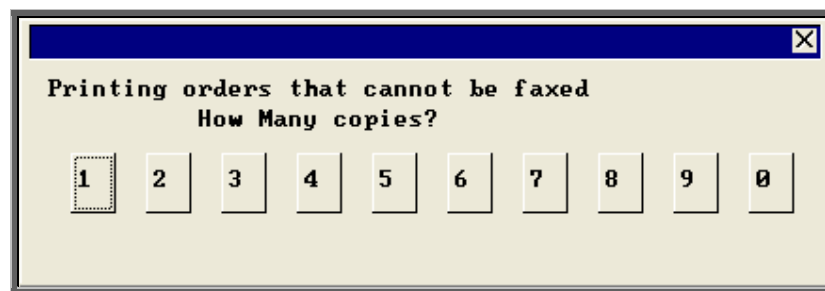 Printing orders that cannot be faxed
How Many copies?
1 2 3 4 5 6 7 8 9 0